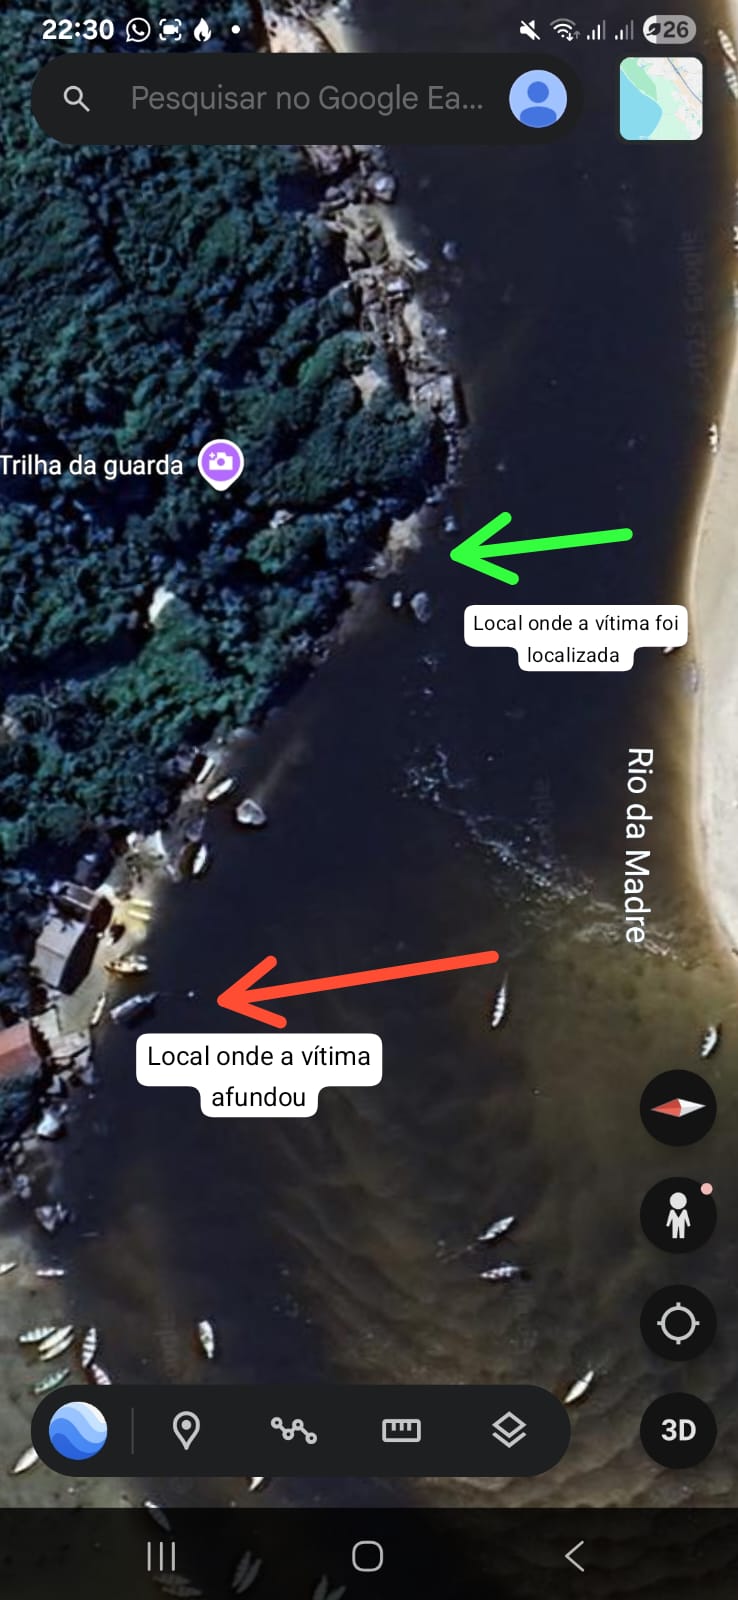 22:30
26
Pesquisar no Google Ea...
2025 Google
Trilha da guarda
Local onde a vítima foi
localizada
Rio da Madre
Local onde a vítima
afundou
3D